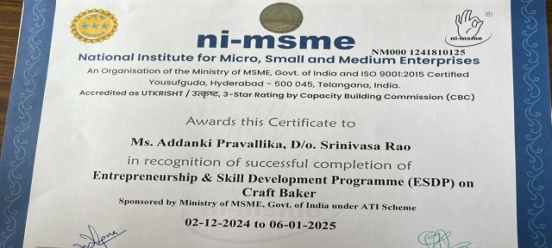 ni-msme
ni-msme
NM000 1241810125
National Institute for Micro, Small and Medium Enterprises
An Organisation of the Ministry of MSME, Govt. of India and ISO 9001:2015 Certified
Yousufguda, Hyderabad - 500 045, Telangana, India.
Accredited as UTKRISHT / उत्कृष्ट, 3-Star Rating by Capacity Building Commission (CBC)
Awards this Certificate to
Ms. Addanki Pravallika, D/o. Srinivasa Rao
in recognition of successful completion of
Entrepreneurship & Skill Development Programme (ESDP) on
Craft Baker
Sponsored by Ministry of MSME, Govt. of India under ATI Scheme
02-12-2024 to 06-01-2025